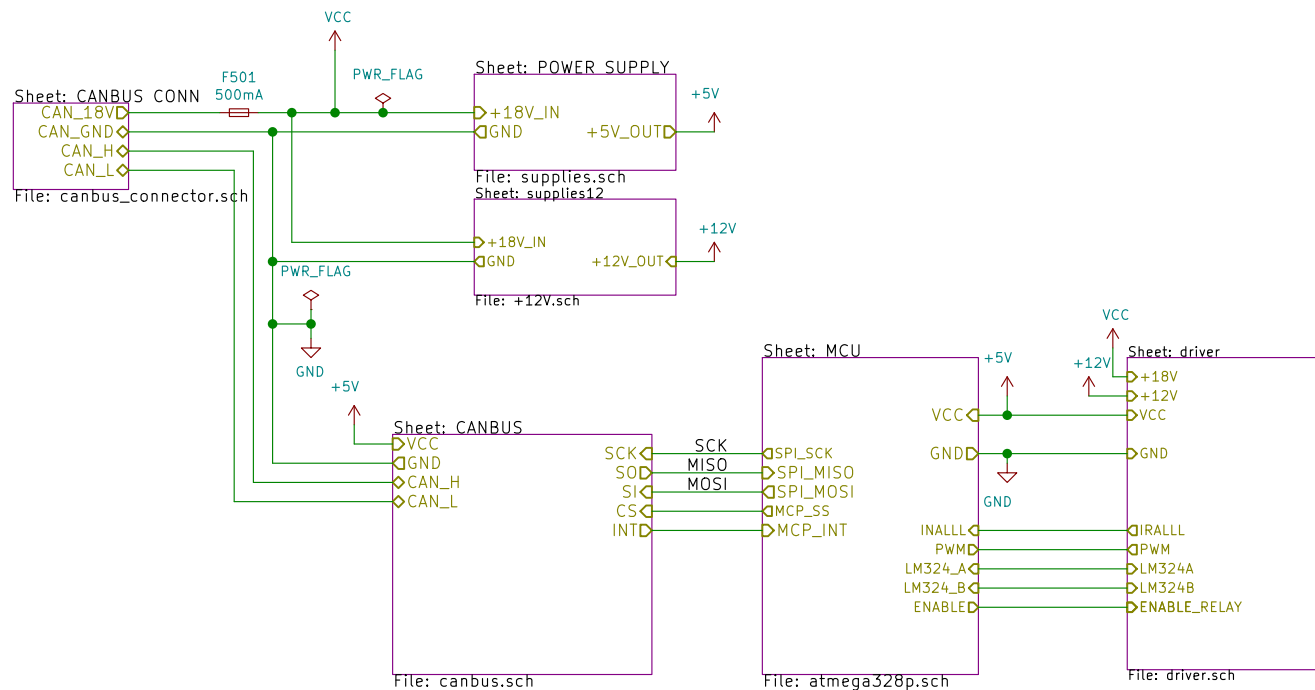 VCC
F501
500mA
PWR_FLAG
Sheet: CANBUS CONN
CAN_18V
CAN_GND
CAN_H
CAN_L
File: canbus_connector.sch
Sheet: POWER SUPPLY
+18V_IN
GND
+5V_OUT
File: supplies.sch
+5V
Sheet: supplies12
+18V_IN
GND
+12V_OUT
File: +12V.sch
+12V
PWR_FLAG
GND
+5V
Sheet: CANBUS
VCC
GND
CAN_H
CAN_L
SCK
SO
SI
CS
INT
File: canbus.sch
SCK
MISO
MOSI
Sheet: MCU
SPI_SCK
SPI_MISO
SPI_MOSI
MCP_SS
MCP_INT
VCC
GND
INALLL
PWM
LM324_A
LM324_B
ENABLE
File: atmega328p.sch
+5V
GND
VCC
+12V
Sheet: driver
+18V
+12V
VCC
GND
IRALLL
PWM
LM324A
LM324B
ENABLE_RELAY
File: driver.sch